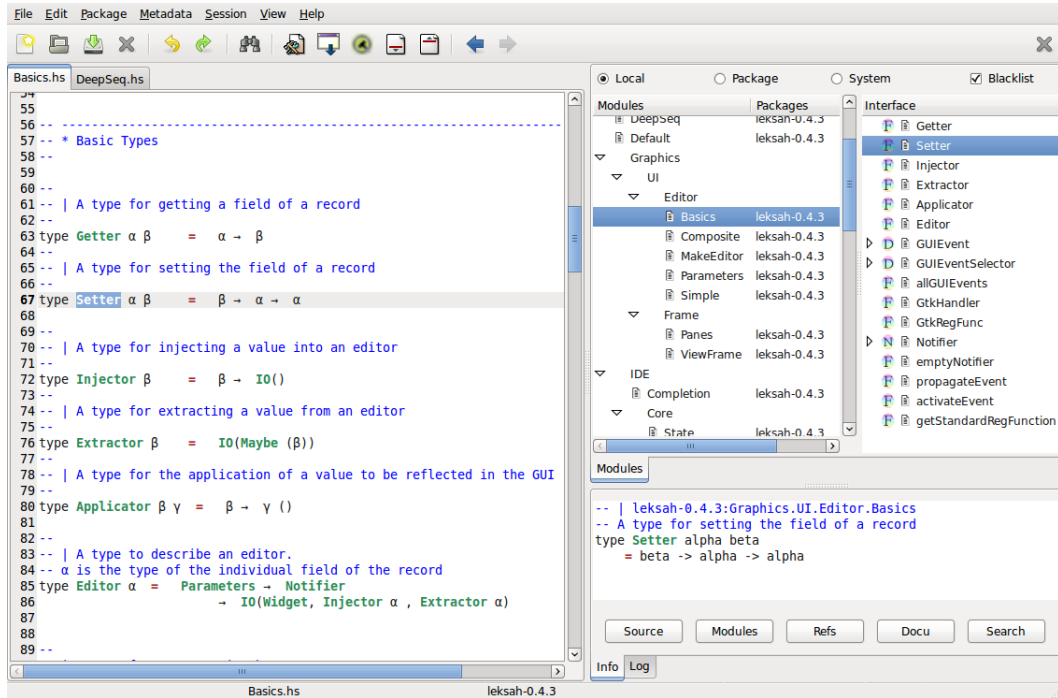 File Edit Package Metadata Session View Help
Basics.hs DeepSeq.hs
54
55
56 -- ---------------------------------------------------------------------
57 -- * Basic Types
58 --
59
60 --
61 -- | A type for getting a field of a record
62 --
63 type Getter α β = α → β
64 --
65 -- | A type for setting the field of a record
66 --
67 type Setter α β = β → α → α
68
69 --
70 -- | A type for injecting a value into an editor
71 --
72 type Injector β = β → IO()
73 --
74 -- | A type for extracting a value from an editor
75 --
76 type Extractor β = IO(Maybe (β))
77 --
78 -- | A type for the application of a value to be reflected in the GUI
79 --
80 type Applicator β γ = β → γ ()
81
82 --
83 -- | A type to describe an editor.
84 -- α is the type of the individual field of the record
85 type Editor α = Parameters → Notifier
86 → IO(Widget, Injector α , Extractor α)
87
88
89 --
Basics.hs leksah-0.4.3
Local Package System Blacklist
Modules Packages
DeepSeq leksah-0.4.3
Default leksah-0.4.3
Graphics
UI
Editor
Basics leksah-0.4.3
Composite leksah-0.4.3
MakeEditor leksah-0.4.3
Parameters leksah-0.4.3
Simple leksah-0.4.3
Frame
Panes leksah-0.4.3
ViewFrame leksah-0.4.3
IDE
Completion leksah-0.4.3
Core
State leksah-0.4.3
Modules
Interface
F Getter
F Setter
F Injector
F Extractor
F Applicator
F Editor
D GUIEvent
D GUIEventSelector
F allGUIEvents
F GtkHandler
F GtkRegFunc
N Notifier
F emptyNotifier
F propagateEvent
F activateEvent
F getStandardRegFunction
-- | leksah-0.4.3:Graphics.UI.Editor.Basics
-- A type for setting the field of a record
type Setter alpha beta
= beta -> alpha -> alpha
Source Modules Refs Docu Search
Info Log